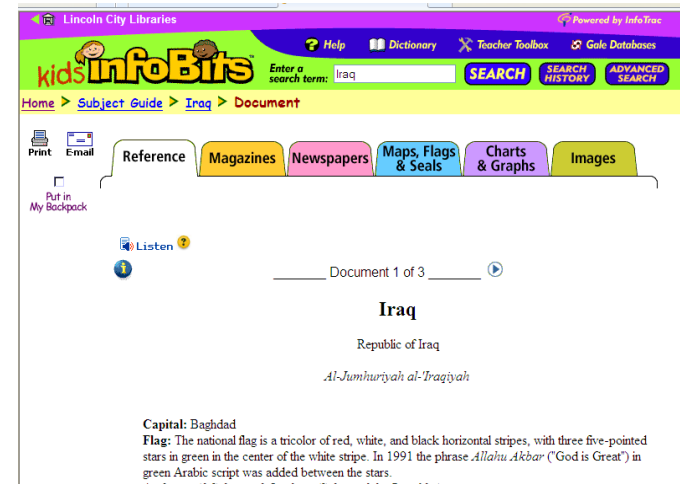 Lincoln City Libraries
Powered by InfoTrac
Help
Dictionary
Teacher Toolbox
Gale Databases
kids InfoBits
Enter a
search term:
Iraq
SEARCH
SEARCH
HISTORY
ADVANCED
SEARCH
Home > Subject Guide > Iraq > Document
Print
E-mail
Put in
My Backpack
Reference
Magazines
Newspapers
Maps, Flags
& Seals
Charts
& Graphs
Images
Listen ?
Document 1 of 3
Iraq
Republic of Iraq
Al-Jumhuriyah al-'Iraqiyah
Capital: Baghdad
Flag: The national flag is a tricolor of red, white, and black horizontal stripes, with three five-pointed
stars in green in the center of the white stripe. In 1991 the phrase Allahu Akbar ("God is Great") in
green Arabic script was added between the stars.